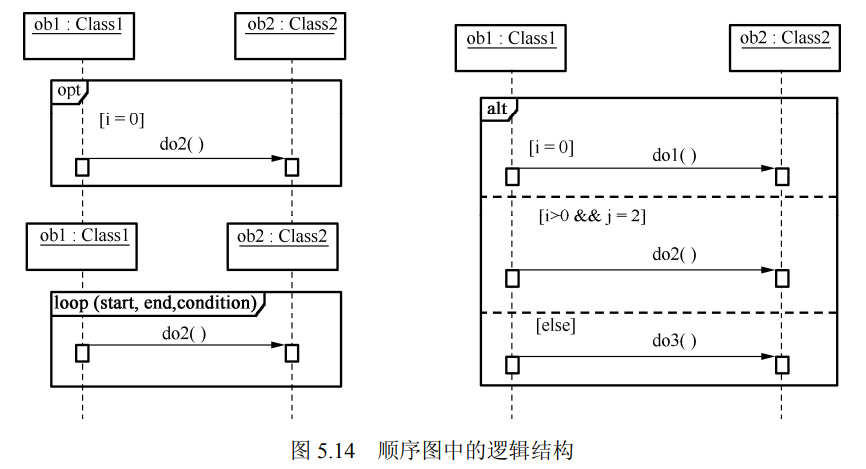 ob1 : Class1
ob2 : Class2
opt
[i = 0]
do2( )
ob1 : Class1
ob2 : Class2
loop (start, end,condition)
do2( )
ob1 : Class1
ob2 : Class2
alt
[i = 0]
do1( )
[i>0 && j = 2]
do2( )
[else]
do3( )
图 5.14 顺序图中的逻辑结构